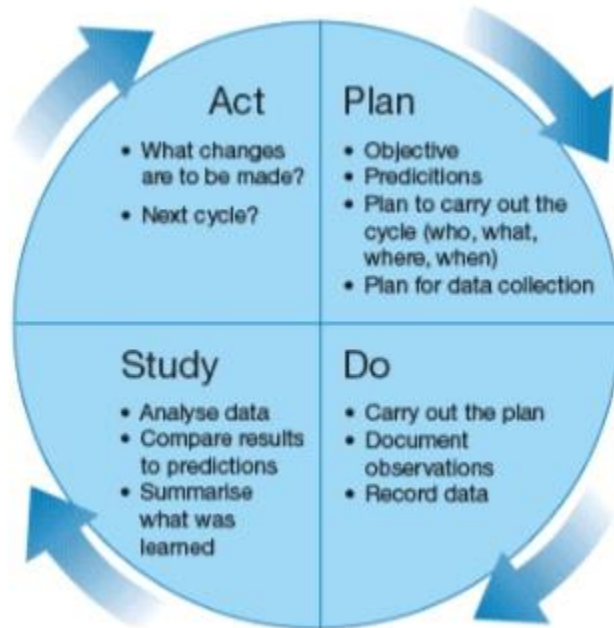 Act
• What changes
are to be made?
• Next cycle?
Plan
• Objective
• Predicitions
• Plan to carry out the
cycle (who, what,
where, when)
• Plan for data collection
Study
• Analyse data
• Compare results
to predictions
• Summarise
what was
learned
Do
• Carry out the plan
• Document
observations
• Record data